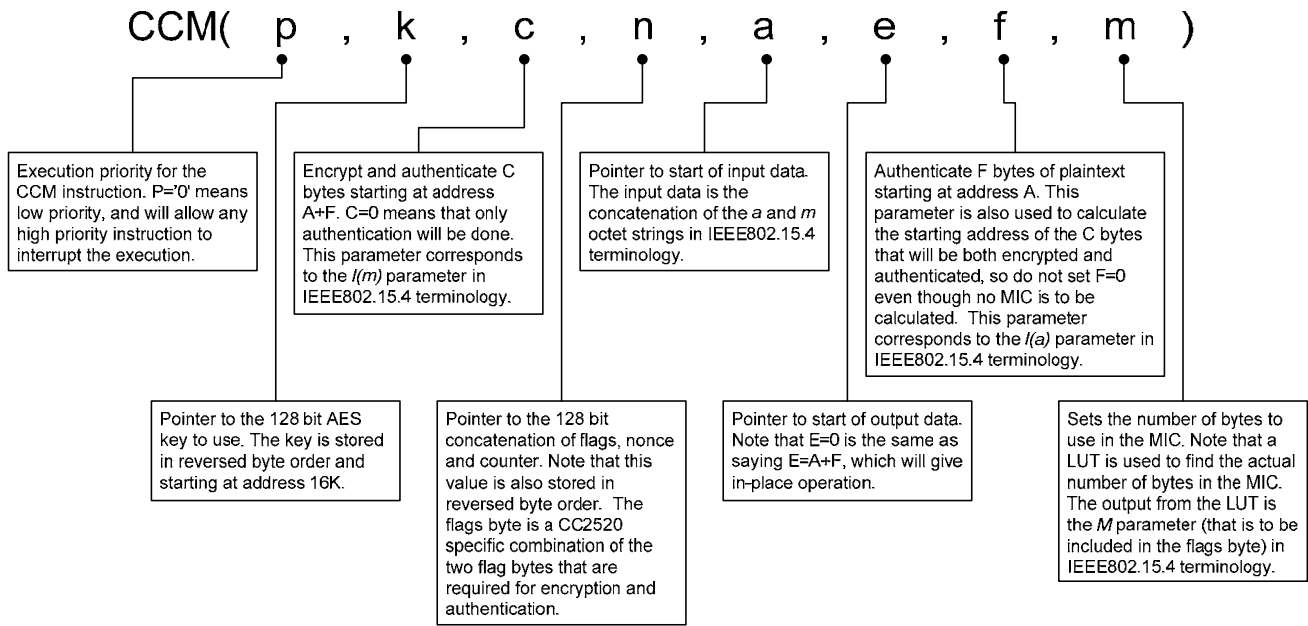 CCM( p , k , c , n , a , e , f , m )
Execution priority for the
CCM instruction. P='0' means
low priority, and will allow any
high priority instruction to
interrupt the execution.
Encrypt and authenticate C
bytes starting at address
A+F. C=0 means that only
authentication will be done.
This parameter corresponds
to the l(m) parameter in
IEEE802.15.4 terminology.
Pointer to start of input data.
The input data is the
concatenation of the a and m
octet strings in IEEE802.15.4
terminology.
Authenticate F bytes of plaintext
starting at address A. This
parameter is also used to calculate
the starting address of the C bytes
that will be both encrypted and
authenticated, so do not set F=0
even though no MIC is to be
calculated. This parameter
corresponds to the l(a) parameter in
IEEE802.15.4 terminology.
Pointer to the 128 bit AES
key to use. The key is stored
in reversed byte order and
starting at address 16K.
Pointer to the 128 bit
concatenation of flags, nonce
and counter. Note that this
value is also stored in
reversed byte order. The
flags byte is a CC2520
specific combination of the
two flag bytes that are
required for encryption and
authentication.
Pointer to start of output data.
Note that E=0 is the same as
saying E=A+F, which will give
in-place operation.
Sets the number of bytes to
use in the MIC. Note that a
LUT is used to find the actual
number of bytes in the MIC.
The output from the LUT is
the M parameter (that is to be
included in the flags byte) in
IEEE802.15.4 terminology.